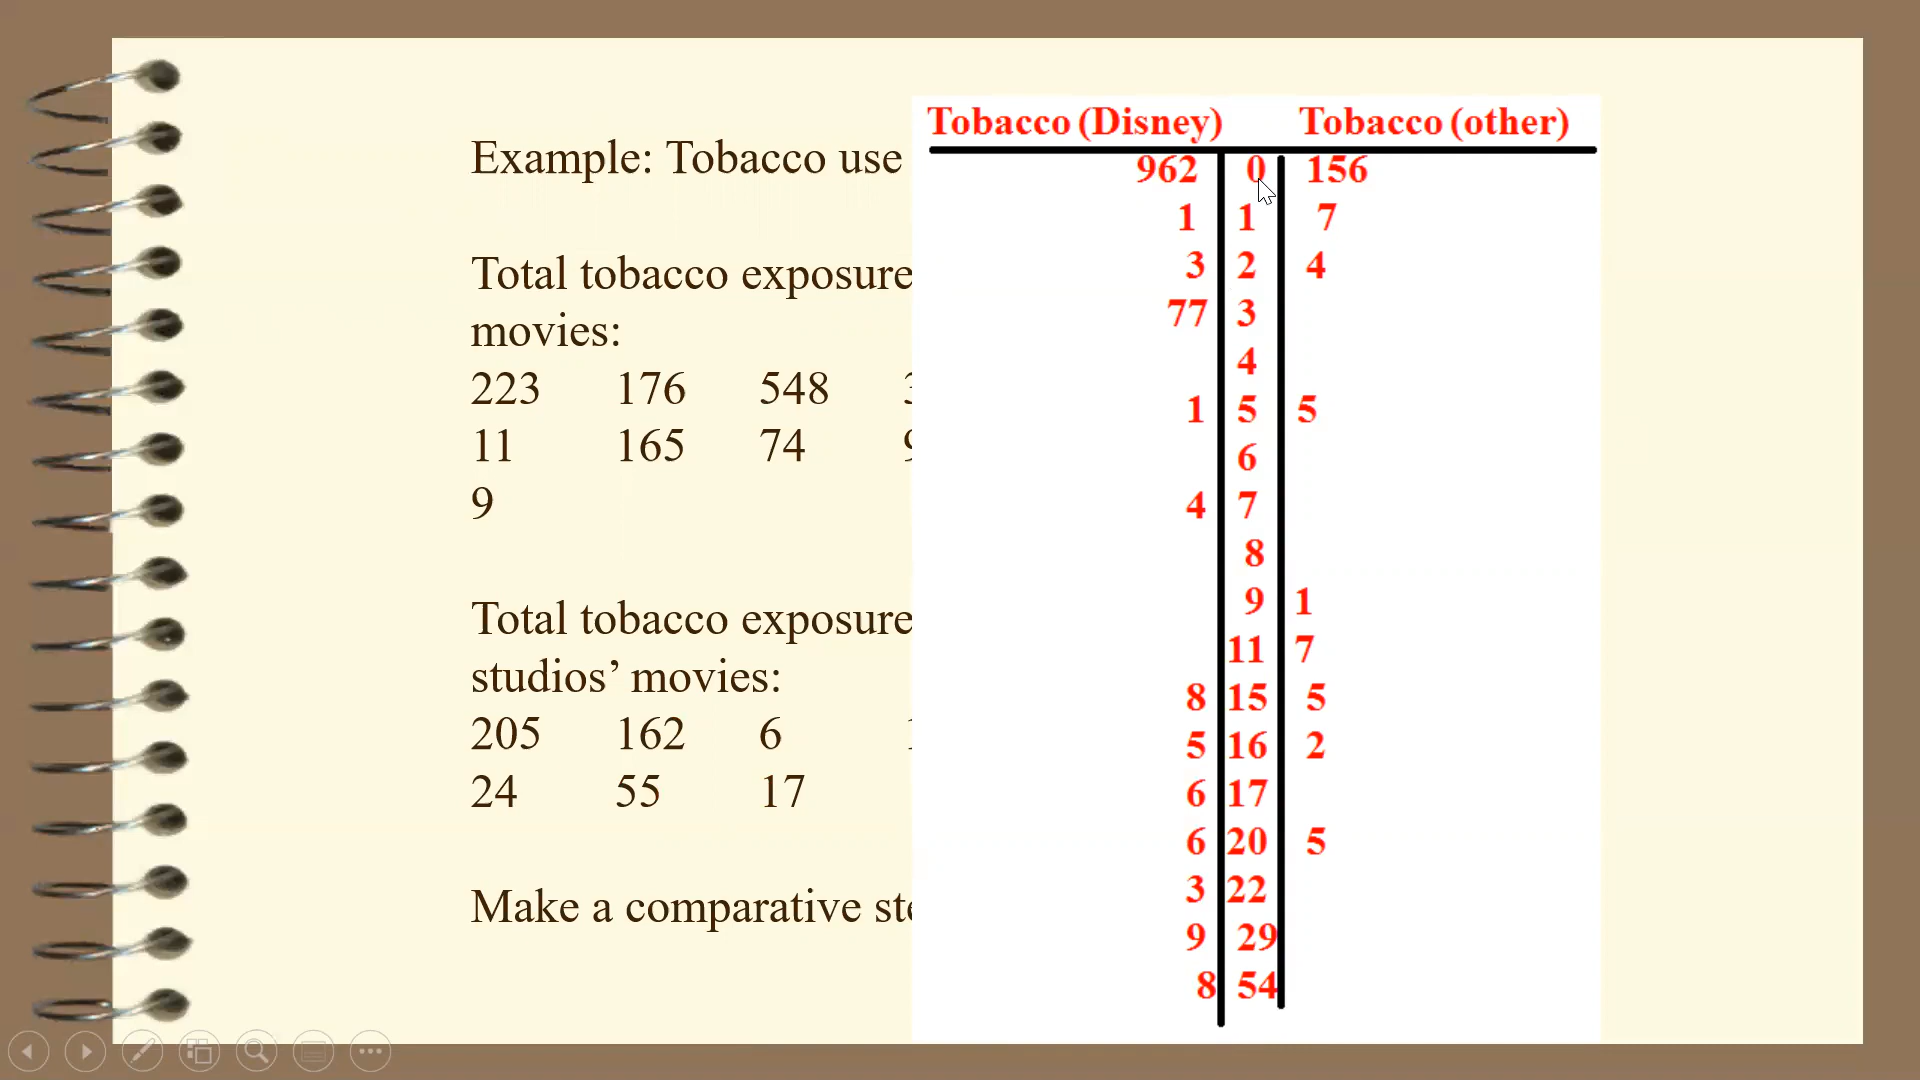 Example: Tobacco use
Total tobacco exposure
movies:
223 176 548
11 165 74
9
Total tobacco exposure
studios’ movies:
205 162 6
24 55 17
Make a comparative
Tobacco (Disney) Tobacco (other)
962 0 156
1 1 7
3 2 4
77 3
4
1 5 5
6
4 7
8
9 1
11 7
8 15 5
5 16 2
6 17
6 20 5
3 22
9 29
8 54